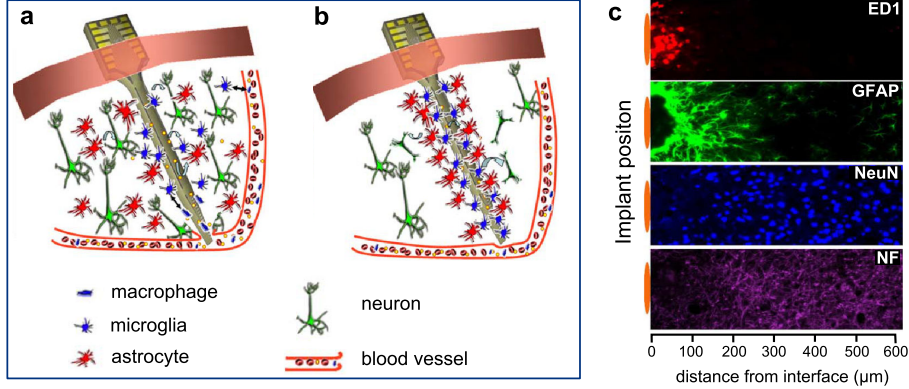 a
b
macrophage
microglia
astrocyte
neuron
blood vessel
c
Implant positon
ED1
GFAP
NeuN
NF
0 100 200 300 400 500 600
distance from interface (µm)